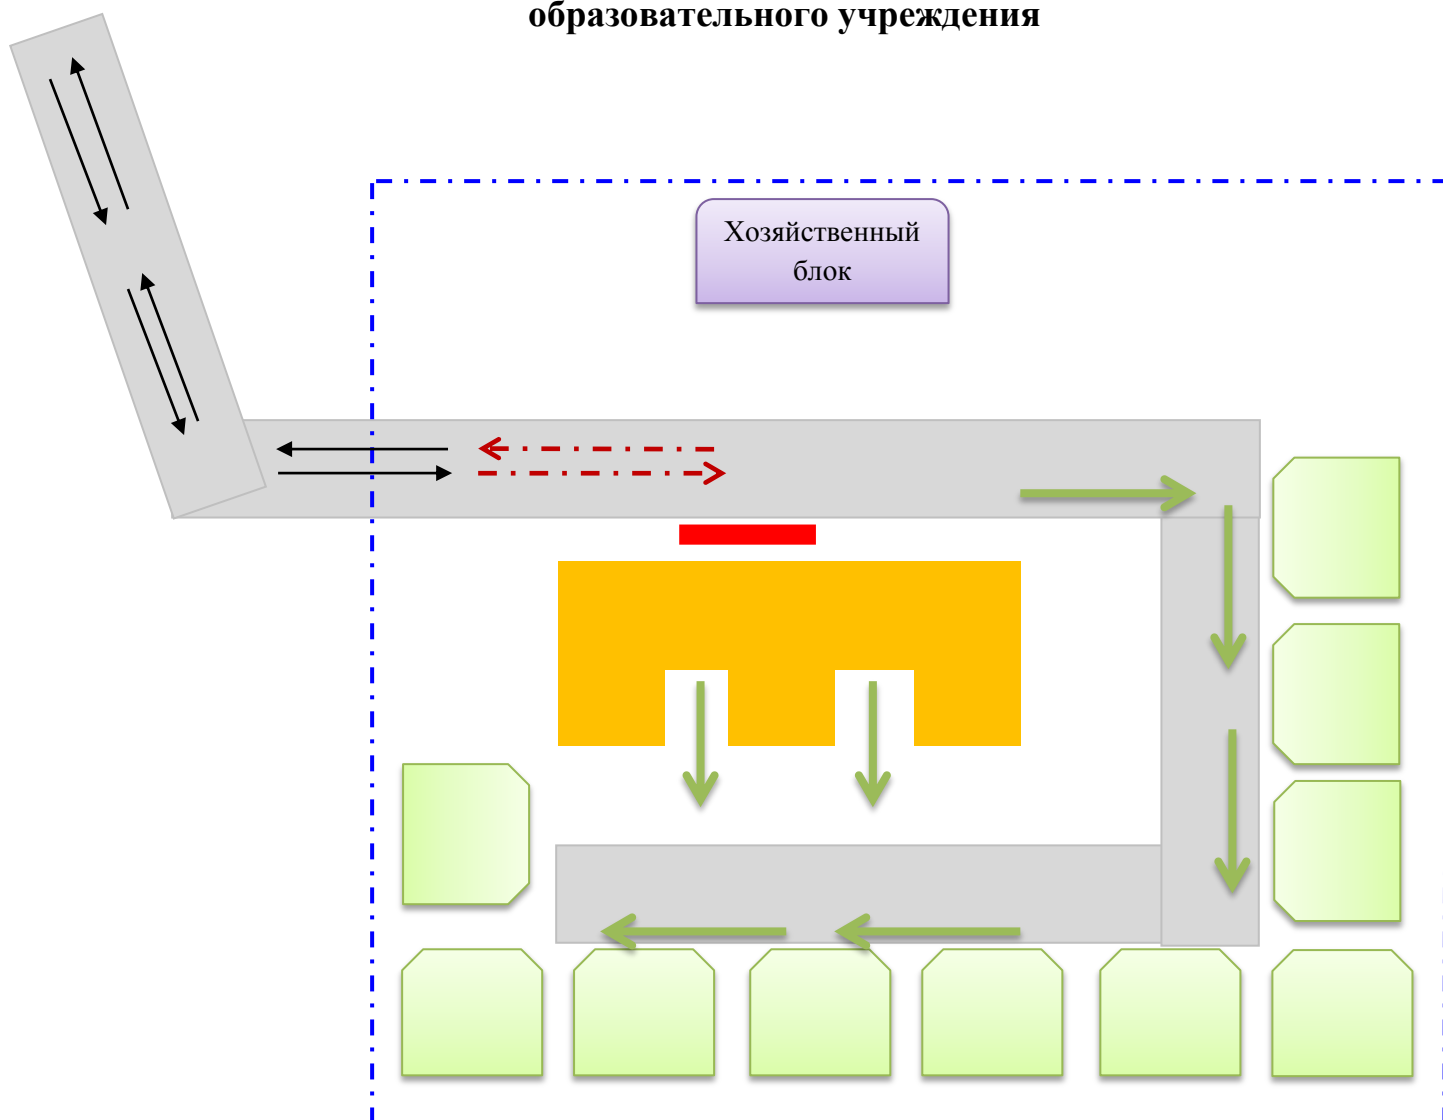 образовательного учреждения
Хозяйственный
блок